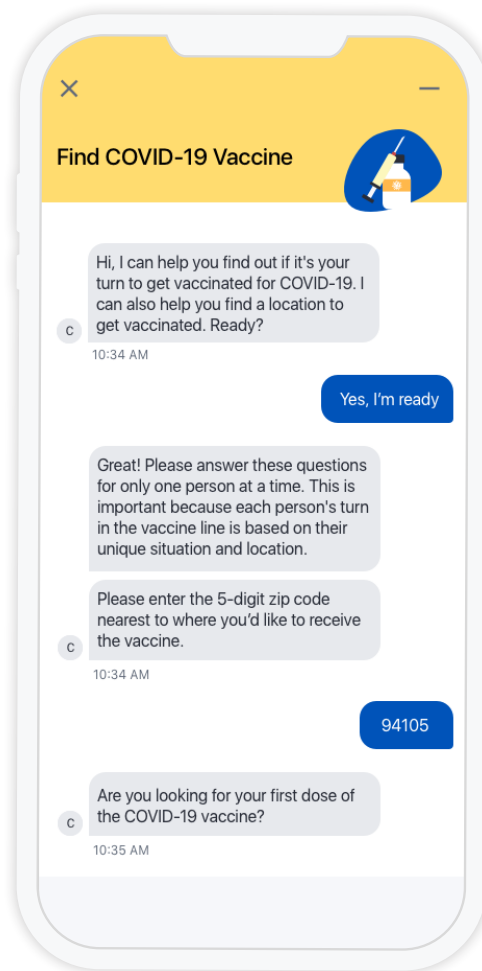 Find COVID-19 Vaccine
Hi, I can help you find out if it's your
turn to get vaccinated for COVID-19. I
can also help you find a location to
get vaccinated. Ready?
C
10:34 AM
Yes, I’m ready
Great! Please answer these questions
for only one person at a time. This is
important because each person's turn
in the vaccine line is based on their
unique situation and location.
Please enter the 5-digit zip code
nearest to where you’d like to receive
the vaccine.
C
10:34 AM
94105
Are you looking for your first dose of
the COVID-19 vaccine?
C
10:35 AM